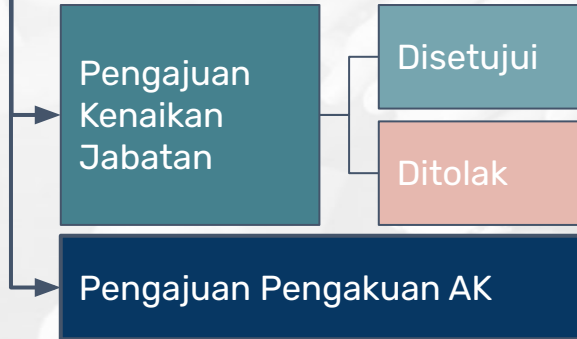 Pengajuan
Kenaikan
Jabatan
Disetujui
Ditolak
Pengajuan Pengakuan AK